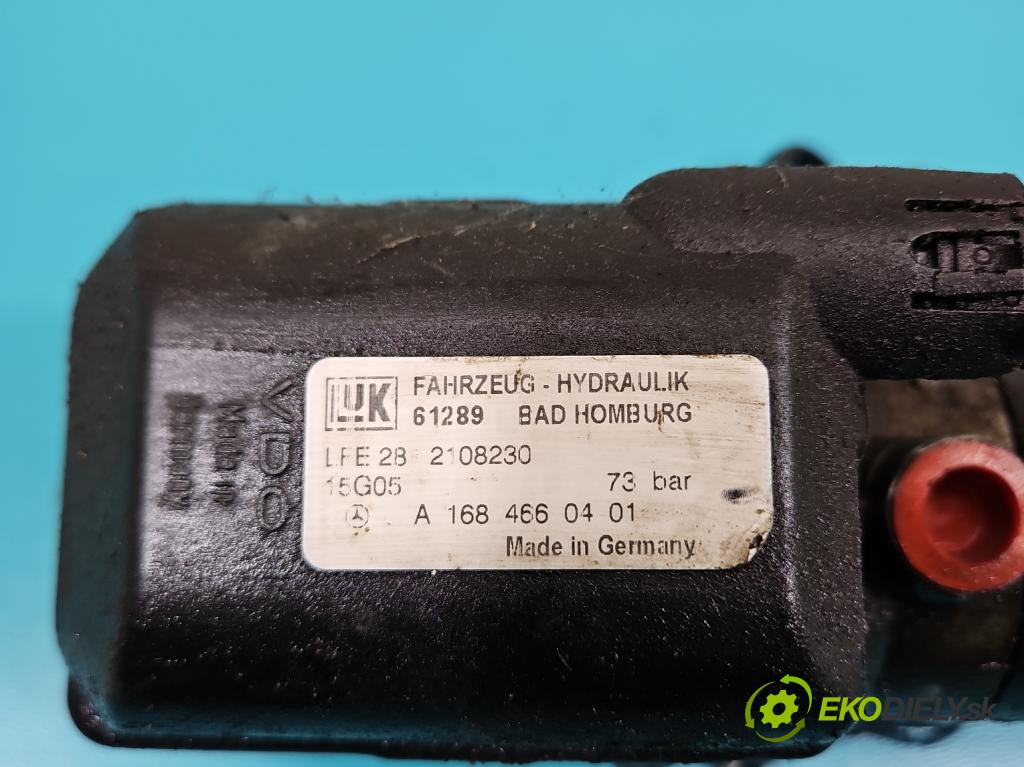 LuK FAHRZEUG - HYDRAULIK
61289 BAD HOMBURG
LFE 28 2108230
15G05 73 bar
A 168 466 04 01
Made in Germany
VDO
Made in
Germany
EKODIELY.sk